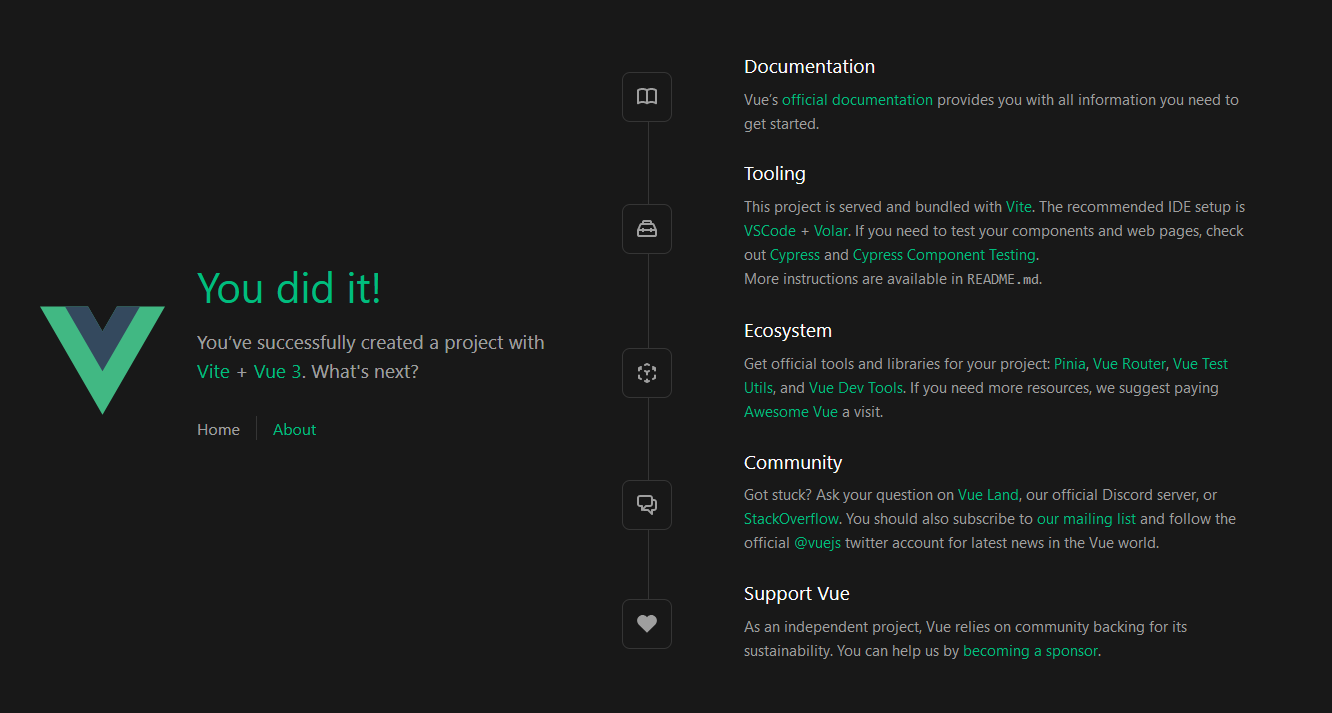 You did it!
You’ve successfully created a project with
Vite + Vue 3. What's next?
Home
About
Documentation
Vue’s official documentation provides you with all information you need to
get started.
Tooling
This project is served and bundled with Vite. The recommended IDE setup is
VSCode + Volar. If you need to test your components and web pages, check
out Cypress and Cypress Component Testing.
More instructions are available in README.md.
Ecosystem
Get official tools and libraries for your project: Pinia, Vue Router, Vue Test
Utils, and Vue Dev Tools. If you need more resources, we suggest paying
Awesome Vue a visit.
Community
Got stuck? Ask your question on Vue Land, our official Discord server, or
StackOverflow. You should also subscribe to our mailing list and follow the
official @vuejs twitter account for latest news in the Vue world.
Support Vue
As an independent project, Vue relies on community backing for its
sustainability. You can help us by becoming a sponsor.